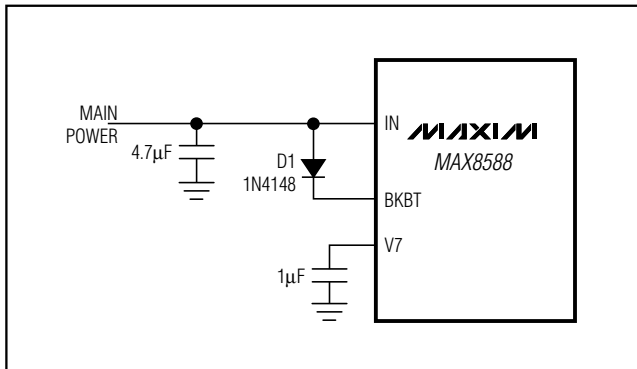 MAIN
POWER
4.7μF
D1
1N4148
IN
MAXIM
MAX8588
BKBT
V7
1μF